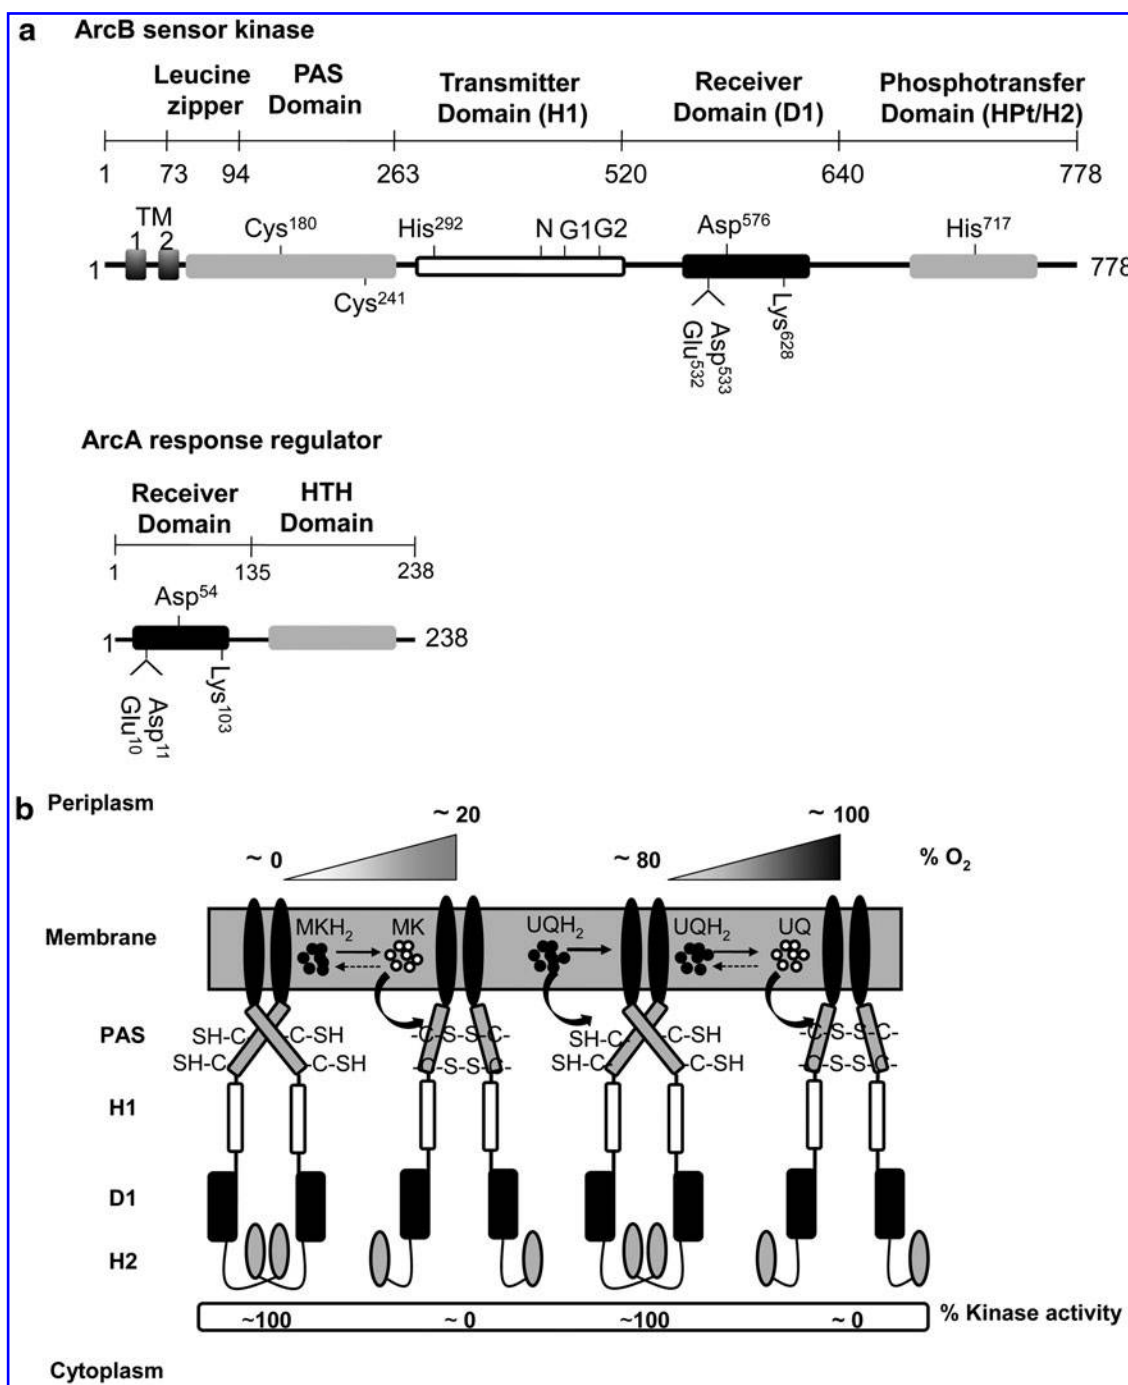 a ArcB sensor kinase
Leucine zipper
PAS Domain
Transmitter Domain (H1)
Receiver Domain (D1)
Phosphotransfer Domain (HPt/H2)
1 73 94 263 520 640 778
TM
1 2
Cys180
His292
N G1 G2
Asp576
His717
1
778
Cys241
Glu532
Asp533
Lys628
ArcA response regulator
Receiver Domain
HTH Domain
1 135 238
Asp54
1
238
Glu10
Asp11
Lys103
b Periplasm
~ 0
~ 20
~ 80
~ 100
% O2
Membrane
MKH2
MK
UQH2
UQH2
UQ
PAS
SH-C- -C-SH
SH-C -C-SH
-C-S-S-C-
-C-S-S-C-
SH-C- -C-SH
SH-C -C-SH
-C-S-S-C-
-C-S-S-C-
H1
D1
H2
~100 ~ 0 ~100 ~ 0
% Kinase activity
Cytoplasm